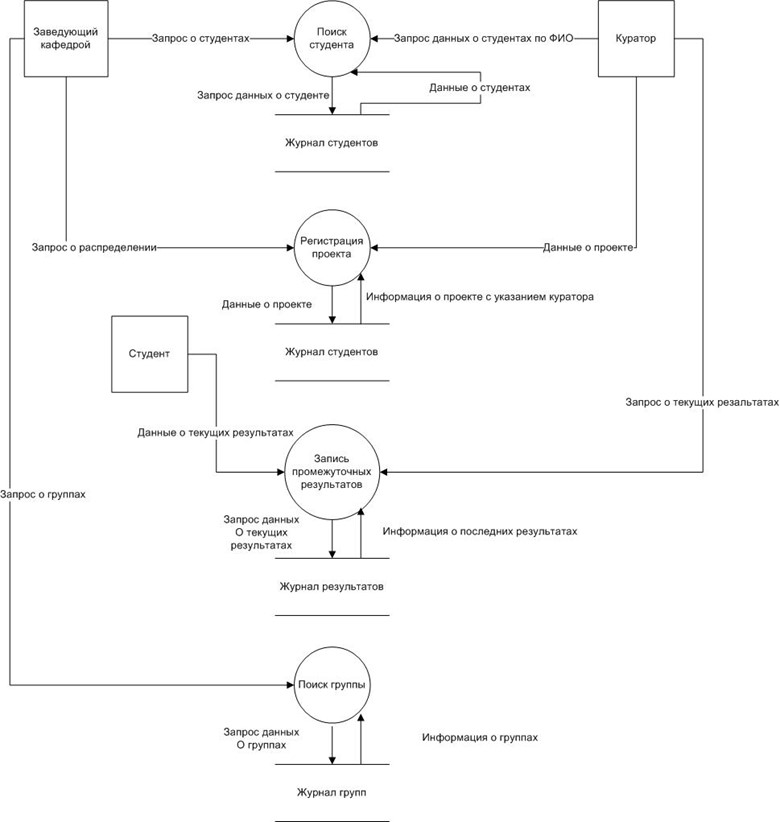 Заведующий
кафедрой
Запрос о студентах
Поиск
студента
Запрос данных о студентах по ФИО
Куратор
Запрос данных о студенте
Данные о студентах
Журнал студентов
Запрос о распределении
Регистрация
проекта
Данные о проекте
Данные о проекте
Информация о проекте с указанием куратора
Студент
Журнал студентов
Запрос о текущих резальтатах
Данные о текущих результатах
Запись
промежуточных
результатов
Запрос о группах
Запрос данных
О текущих
результатах
Информация о последних результатах
Журнал результатов
Поиск группы
Запрос данных
О группах
Информация о группах
Журнал групп